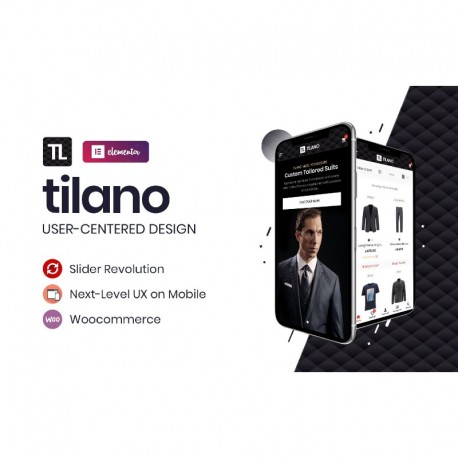 TL
elementor
tilano
USER-CENTERED DESIGN
Slider Revolution
Next-Level UX on Mobile
WOO
Woocommerce
TILANO
Custom Tailored Suits
TILANO